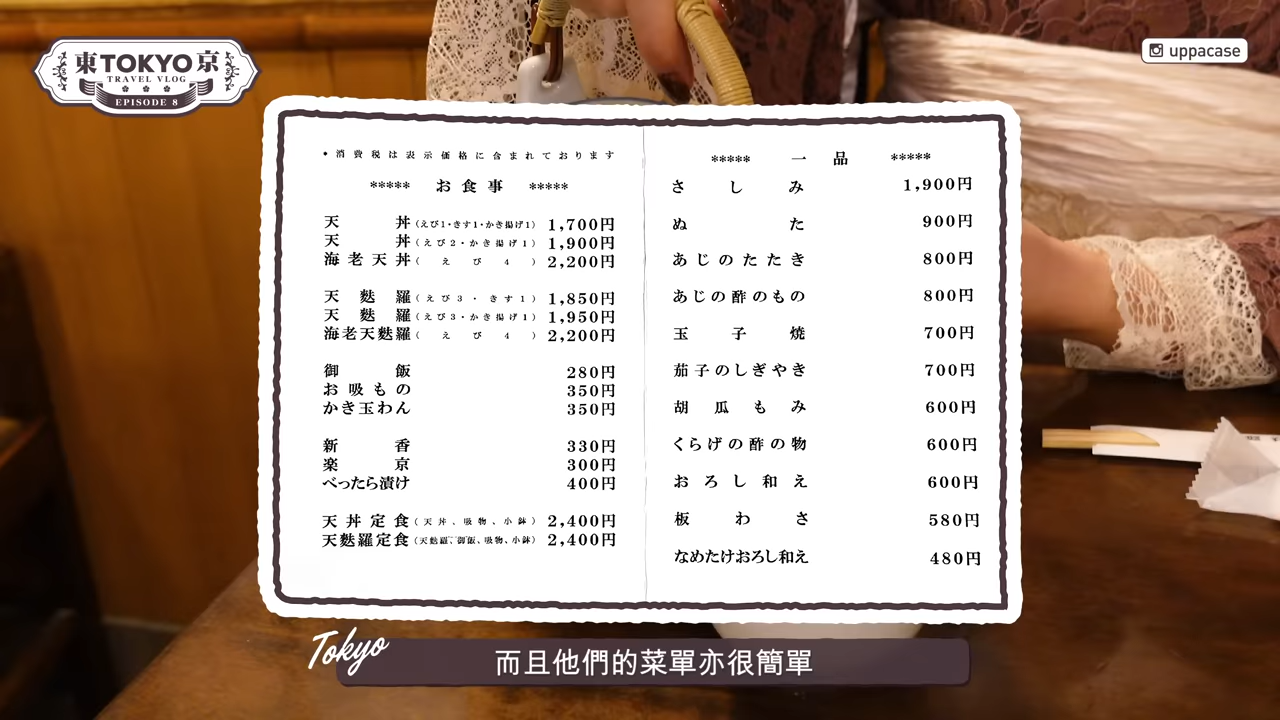 東TOKYO京
TRAVEL VLOG
EPISODE 8
uppacase
• 消費税は表示価格に含まれております
***** お食事 *****
天丼(えび1・きす1・かき揚げ1) 1,700円
天丼(えび2・かき揚げ1) 1,900円
海老天丼(えび4) 2,200円
天麩羅(えび3・きす1) 1,850円
天麩羅(えび3・かき揚げ1) 1,950円
海老天麩羅(えび4) 2,200円
御飯 280円
お吸もの 350円
かき玉わん 350円
新香 330円
楽京 300円
べったら漬け 400円
天丼定食(天丼、吸物、小鉢) 2,400円
天麩羅定食(天麩羅、御飯、吸物、小鉢) 2,400円
***** 一品 *****
さしみ 1,900円
ぬた 900円
あじのたたき 800円
あじの酢のもの 800円
玉子焼 700円
茄子のしぎやき 700円
胡瓜もみ 600円
くらげの酢の物 600円
おろし和え 600円
板わさ 580円
なめたけおろし和え 480円
Tokyo
而且他們的菜單亦很簡單